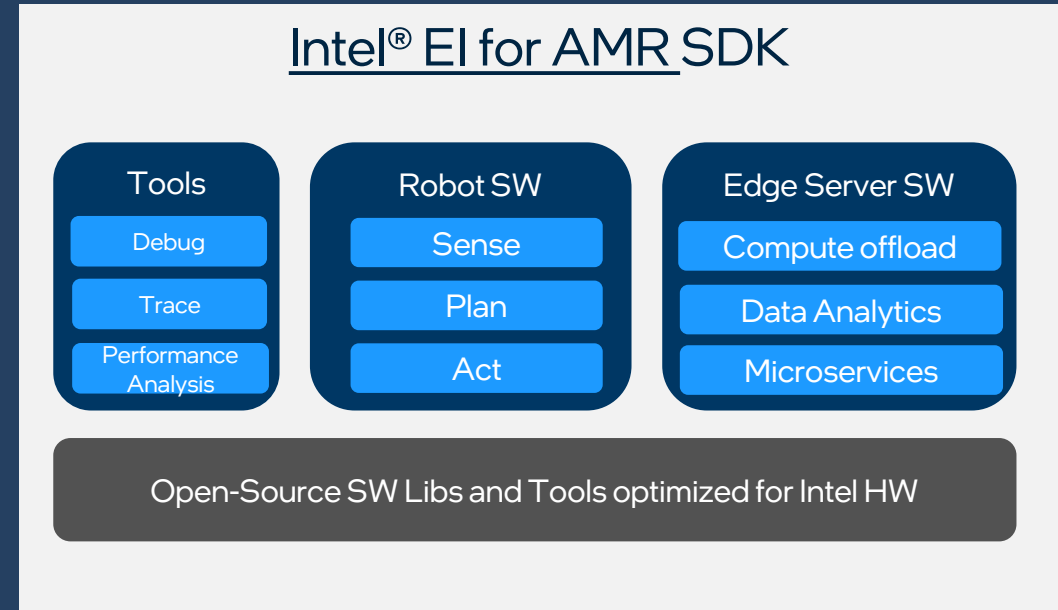 Intel® EI for AMR SDK
Tools
Debug
Trace
Performance
Analysis
Robot SW
Sense
Plan
Act
Edge Server SW
Compute offload
Data Analytics
Microservices
Open-Source SW Libs and Tools optimized for Intel HW